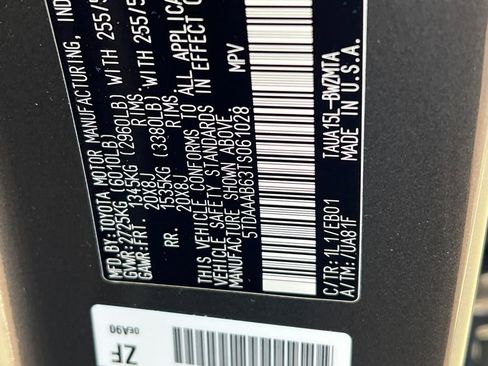 MFD. BY: TOYOTA MOTOR MANUFACTURING, IND
GVWR: 2725KG (6010LB)
GAWR: FRT. 1345KG (2960LB) WITH 255/5
20X8J RIMS,
RR. 1535KG (3380LB) WITH 255/5
20X8J RIMS,
THIS VEHICLE CONFORMS TO ALL APPLICA
VEHICLE SAFETY STANDARDS IN EFFECT O
MANUFACTURE SHOWN ABOVE.
5TDAAAB63TS061028 MPV
C/TR: 1L1/EB01 TAUA15L-BWZMTA
A/TM: /UA81F MADE IN U.S.A.
0EA90
ZF